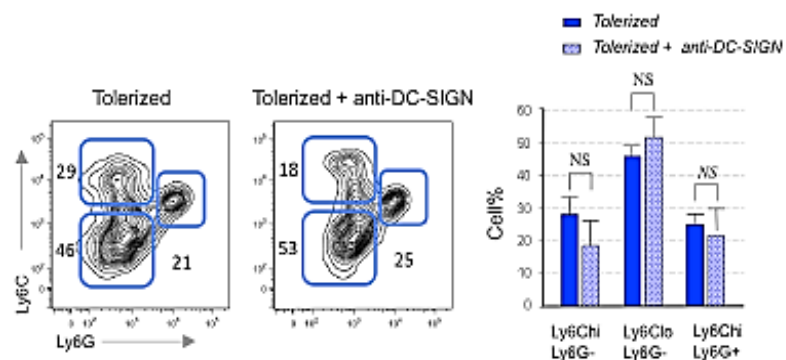 Tolerized
Tolerized + anti-DC-SIGN
Tolerized
Tolerized + anti-DC-SIGN
NS
NS
NS
29
46
21
18
53
25
Ly6C
Ly6G
Cell%
60
50
40
30
20
10
0
Ly6Chi Ly6Clo Ly6Chi
Ly6G- Ly6G- Ly6G+